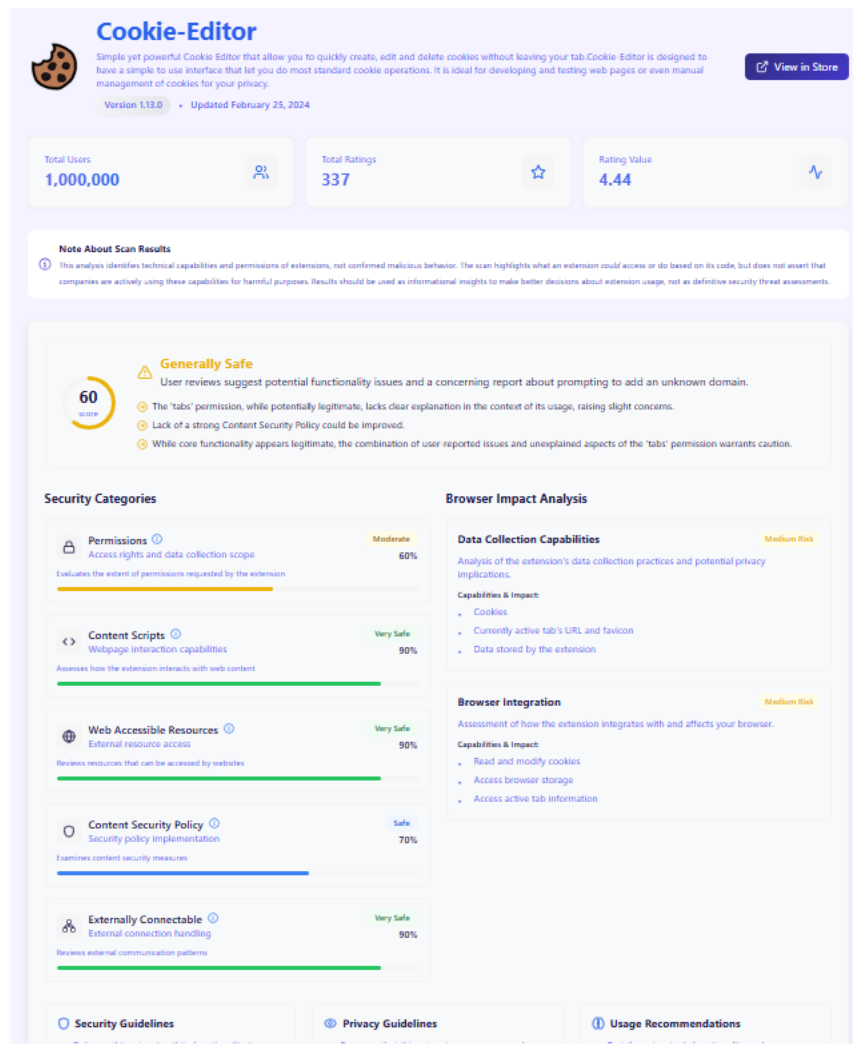 Cookie-Editor
Simple yet powerful Cookie Editor that allow you to quickly create, edit and delete cookies without leaving your tab.Cookie-Editor is designed to
have a simple to use interface that let you do most standard cookie operations. It is ideal for developing and testing web pages or even manual
management of cookies for your privacy.
View in Store
Version 1.13.0 • Updated February 25, 2024
Total Users
1,000,000
Total Ratings
337
Rating Value
4.44
Note About Scan Results
This analysis identifies technical capabilities and permissions of extensions, not confirmed malicious behavior. The scan highlights what an extension could access or do based on its code, but does not assert that
companies are actively using these capabilities for harmful purposes. Results should be used as informational insights to make better decisions about extension usage, not as definitive security threat assessments.
60
score
Generally Safe
User reviews suggest potential functionality issues and a concerning report about prompting to add an unknown domain.
The 'tabs' permission, while potentially legitimate, lacks clear explanation in the context of its usage, raising slight concerns.
Lack of a strong Content Security Policy could be improved.
While core functionality appears legitimate, the combination of user-reported issues and unexplained aspects of the 'tabs' permission warrants caution.
Security Categories
Permissions
Moderate
Access rights and data collection scope
60%
Evaluates the extent of permissions requested by the extension
Content Scripts
Very Safe
Webpage interaction capabilities
90%
Assesses how the extension interacts with web content
Web Accessible Resources
Very Safe
External resource access
90%
Reviews resources that can be accessed by websites
Content Security Policy
Safe
Security policy implementation
70%
Examines content security measures
Externally Connectable
Very Safe
External connection handling
90%
Reviews external communication patterns
Browser Impact Analysis
Data Collection Capabilities
Medium Risk
Analysis of the extension's data collection practices and potential privacy
implications.
Capabilities & Impact:
• Cookies
• Currently active tab's URL and favicon
• Data stored by the extension
Browser Integration
Medium Risk
Assessment of how the extension integrates with and affects your browser.
Capabilities & Impact:
• Read and modify cookies
• Access browser storage
• Access active tab information
Security Guidelines
Privacy Guidelines
Usage Recommendations